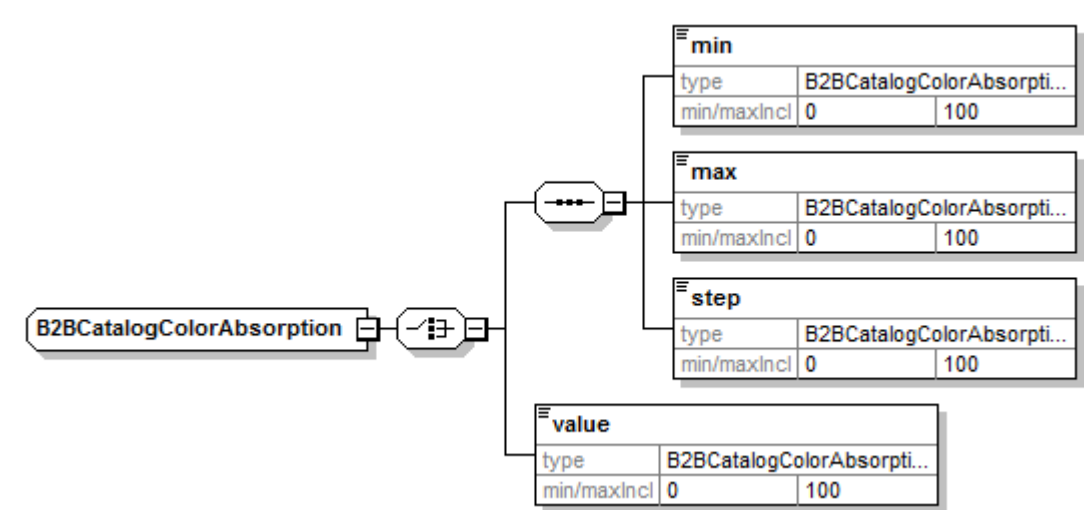 min
type B2BCatalogColorAbsorpti...
min/maxIncl 0 100
max
type B2BCatalogColorAbsorpti...
min/maxIncl 0 100
step
type B2BCatalogColorAbsorpti...
min/maxIncl 0 100
B2BCatalogColorAbsorption
value
type B2BCatalogColorAbsorpti...
min/maxIncl 0 100